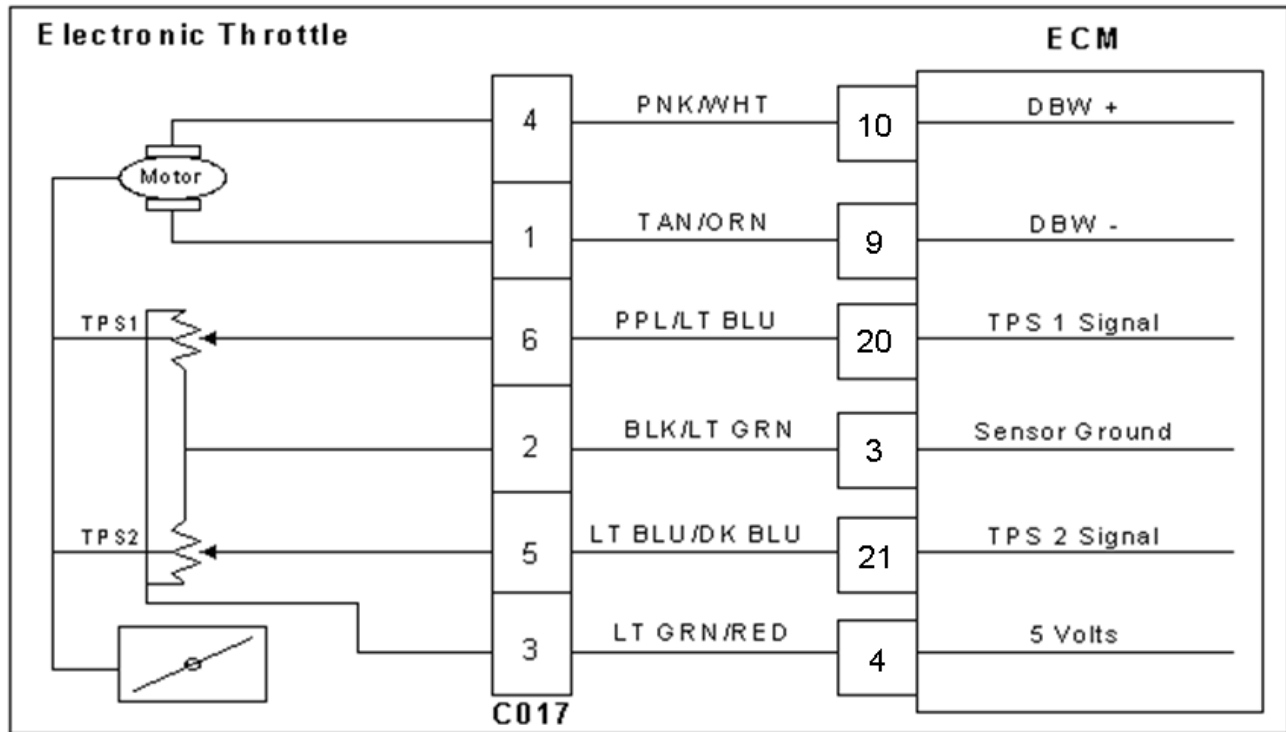 Electronic Throttle
ECM
4 PNK/WHT 10 DBW +
Motor
1 TAN/ORN 9 DBW -
TPS1 6 PPL/LT BLU 20 TPS 1 Signal
2 BLK/LT GRN 3 Sensor Ground
TPS2 5 LT BLU/DK BLU 21 TPS 2 Signal
3 LT GRN/RED 4 5 Volts
C017